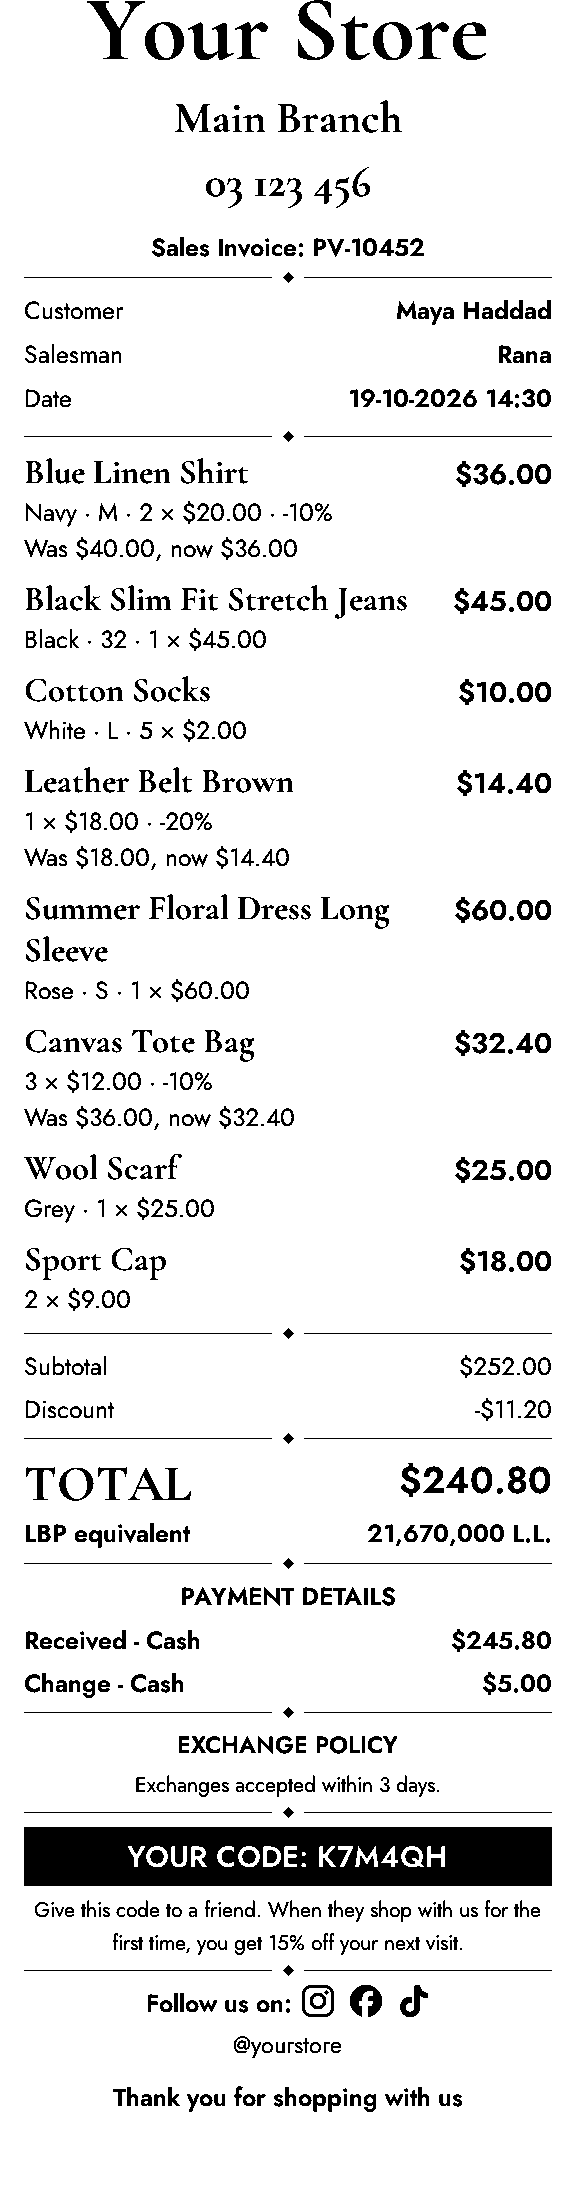 Your Store
Main Branch
03 123 456
Sales Invoice: PV-10452
Customer Maya Haddad
Salesman Rana
Date 19-10-2026 14:30
Blue Linen Shirt $36.00
Navy · M · 2 × $20.00 · -10%
Was $40.00, now $36.00
Black Slim Fit Stretch Jeans $45.00
Black · 32 · 1 × $45.00
Cotton Socks $10.00
White · L · 5 × $2.00
Leather Belt Brown $14.40
1 × $18.00 · -20%
Was $18.00, now $14.40
Summer Floral Dress Long $60.00
Sleeve
Rose · S · 1 × $60.00
Canvas Tote Bag $32.40
3 × $12.00 · -10%
Was $36.00, now $32.40
Wool Scarf $25.00
Grey · 1 × $25.00
Sport Cap $18.00
2 × $9.00
Subtotal $252.00
Discount -$11.20
TOTAL $240.80
LBP equivalent 21,670,000 L.L.
PAYMENT DETAILS
Received - Cash $245.80
Change - Cash $5.00
EXCHANGE POLICY
Exchanges accepted within 3 days.
YOUR CODE: K7M4QH
Give this code to a friend. When they shop with us for the
first time, you get 15% off your next visit.
Follow us on:
@yourstore
Thank you for shopping with us